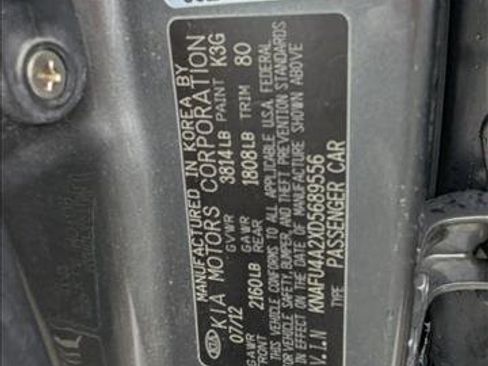 MANUFACTURED IN KOREA BY
KIA KIA MOTORS CORPORATION
07/12 GVWR 3814LB PAINT K3G
GAWR FRONT 2160LB GAWR REAR 1808LB TRIM 80
THIS VEHICLE CONFORMS TO ALL APPLICABLE U.S.A. FEDERAL
VEHICLE SAFETY, BUMPER, AND THEFT PREVENTION STANDARDS
IN EFFECT ON THE DATE OF MANUFACTURE SHOWN ABOVE
V.I.N KNAFU4A2XD5689556
TYPE PASSENGER CAR